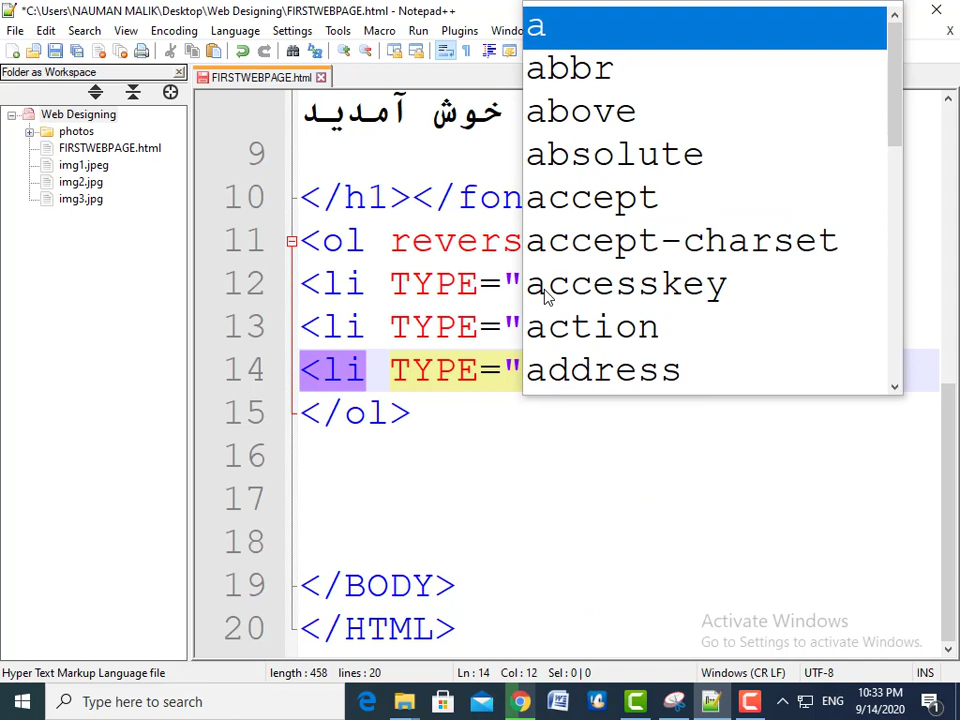 *C:\Users\NAUMAN MALIK\Desktop\Web Designing\FIRSTWEBPAGE.html - Notepad++
File Edit Search View Encoding Language Settings Tools Macro Run Plugins
X
Folder as Workspace
FIRSTWEBPAGE.html
Web Designing
photos
FIRSTWEBPAGE.html
img1.jpeg
img2.jpg
img3.jpg
خوش آمدید
9
10 </h1></fon
11 <ol revers
12 <li TYPE="
13 <li TYPE="
14 <li TYPE="
15 </ol>
16
17
18
19 </BODY>
20 </HTML>
a
abbr
above
absolute
accept
accept-charset
accesskey
action
address
Activate Windows
Go to Settings to activate Windows.
Hyper Text Markup Language file length : 458 lines : 20 Ln : 14 Col : 12 Sel : 0 | 0 Windows (CR LF) UTF-8 INS
Type here to search
ENG
10:33 PM
9/14/2020
1